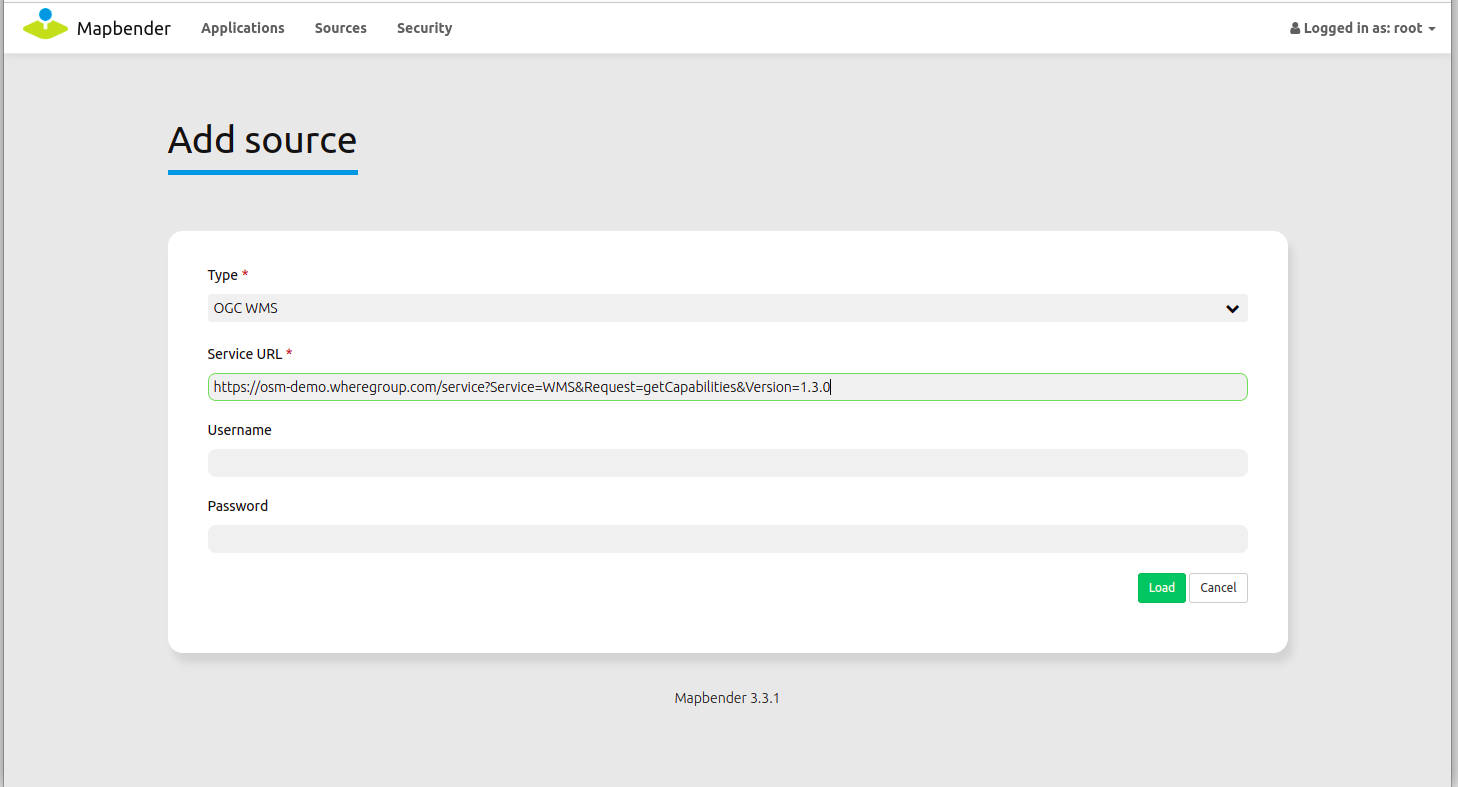 Mapbender Applications Sources Security Logged in as: root
Add source
Type *
OGC WMS
Service URL *
https://osm-demo.wheregroup.com/service?Service=WMS&Request=getCapabilities&Version=1.3.0
Username
Password
Load Cancel
Mapbender 3.3.1